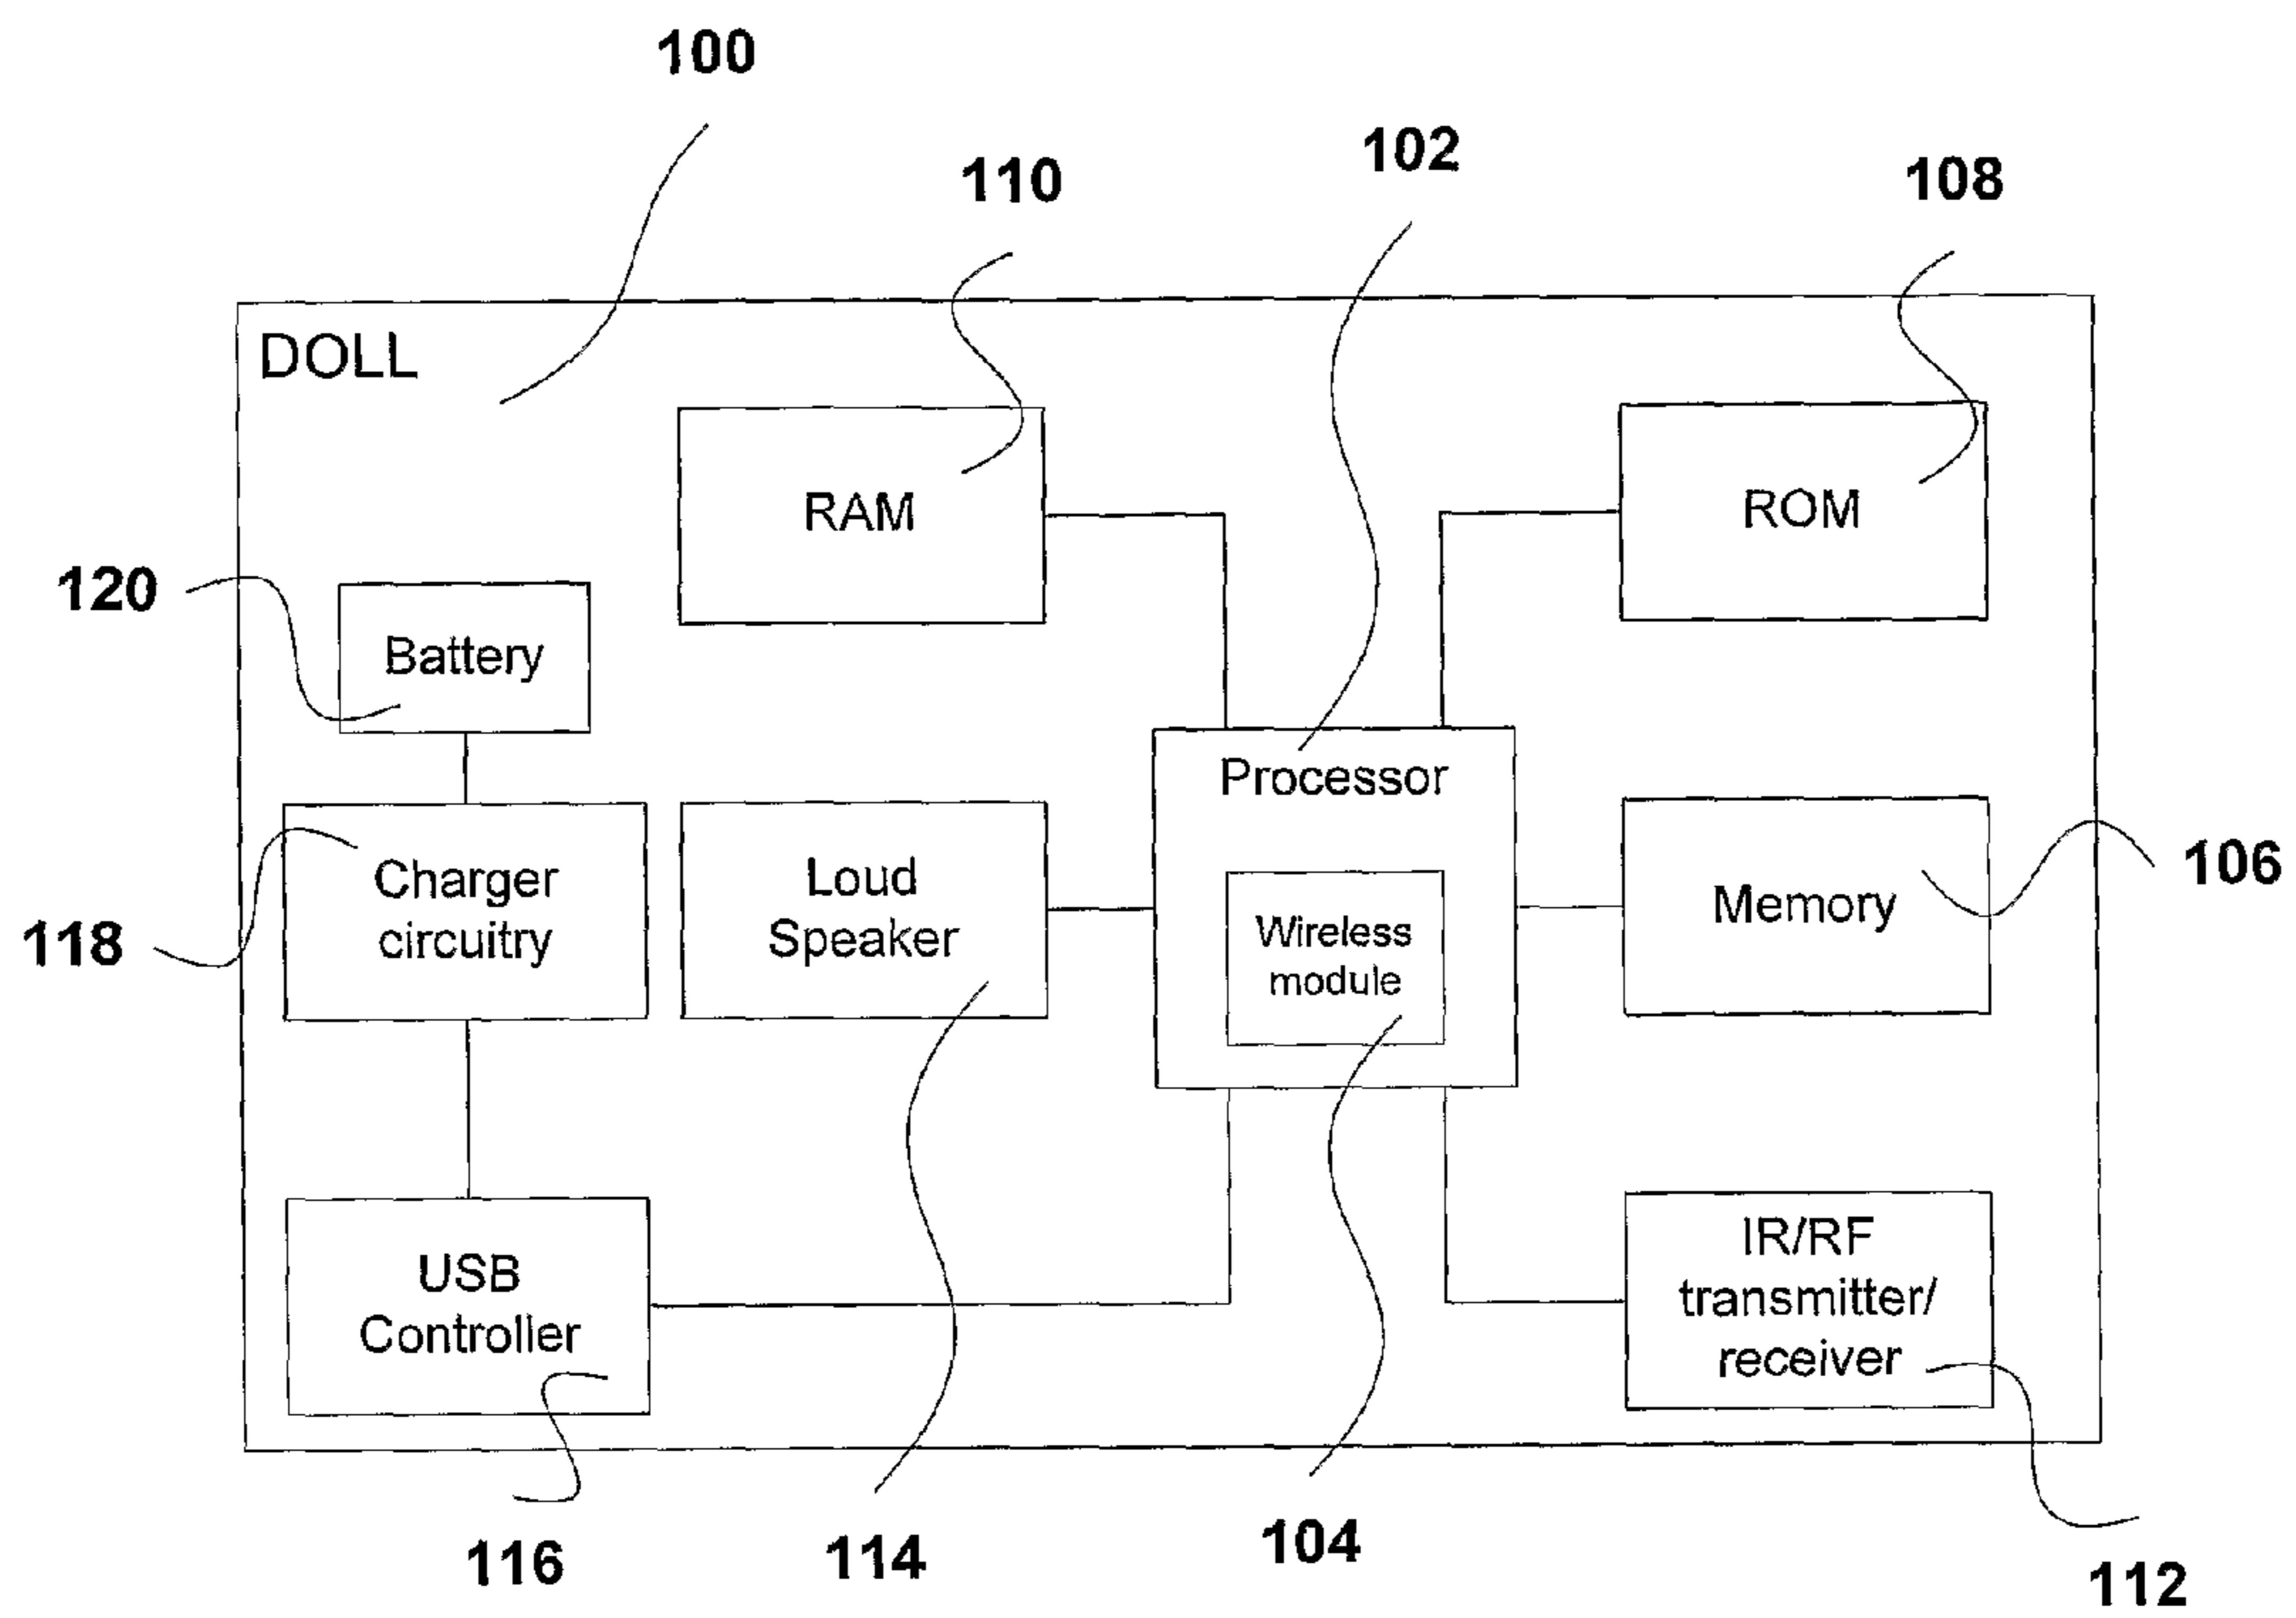 100
102
110
108
DOLL
RAM
ROM
120
Battery
Processor
Charger
circuitry
118
Loud
Speaker
Wireless
module
Memory
106
USB
Controller
IR/RF
transmitter/
receiver
116
114
104
112